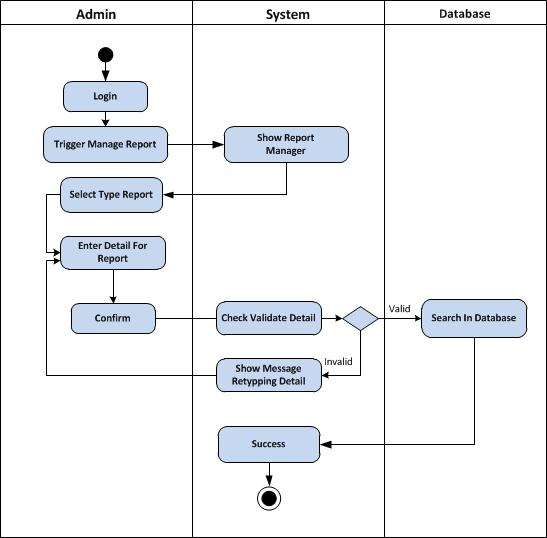 Admin
System
Database
Login
Trigger Manage Report
Show Report
Manager
Select Type Report
Enter Detail For
Report
Confirm
Check Validate Detail
Valid
Search In Database
Invalid
Show Message
Retypping Detail
Success